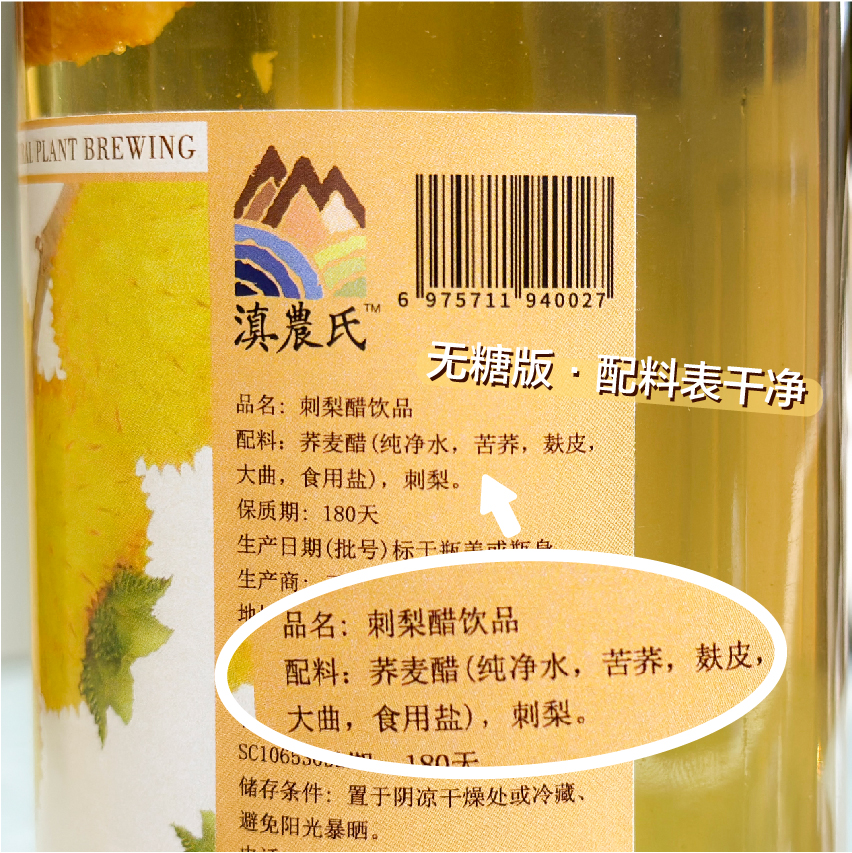 PLANT BREWING
滇農氏™
6 975711 940027
无糖版 · 配料表干净
品名: 刺梨醋饮品
配料: 荞麦醋(纯净水, 苦荞, 麸皮,
大曲, 食用盐), 刺梨。
保质期: 180天
生产日期(批号)标于瓶盖或瓶身
生产商:
品名: 刺梨醋饮品
配料: 荞麦醋(纯净水, 苦荞, 麸皮,
大曲, 食用盐), 刺梨。
180天
储存条件: 置于阴凉干燥处或冷藏、
避免阳光暴晒。